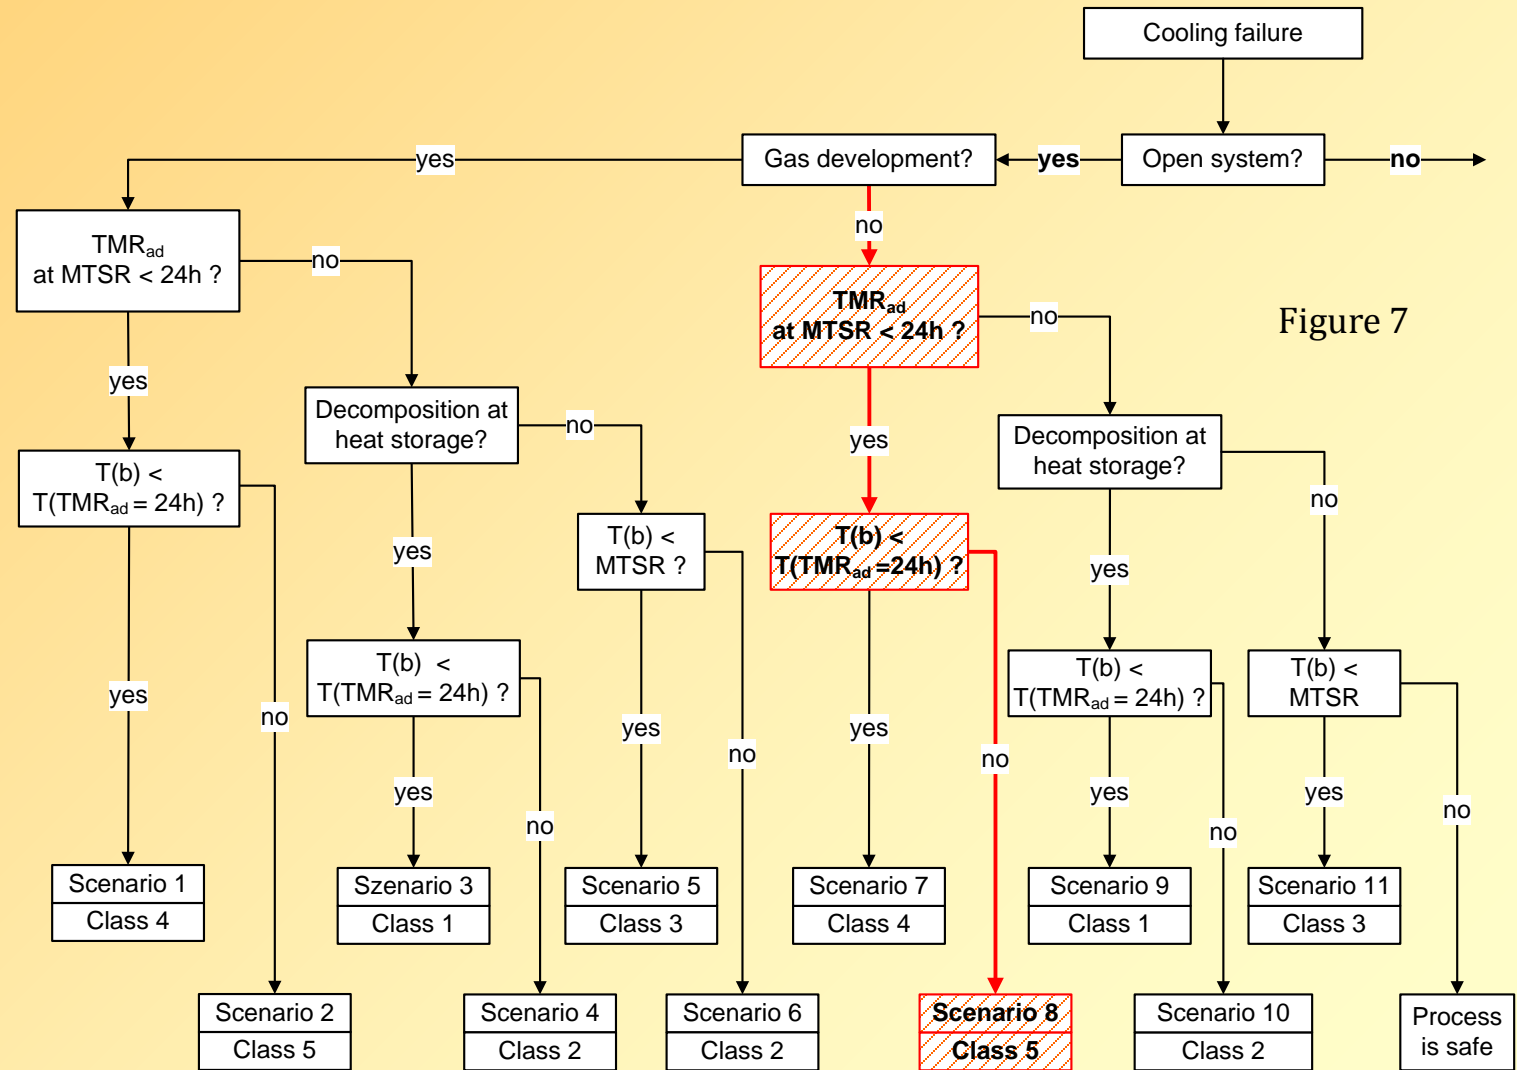 Cooling failure
Gas development?
yes
Open system?
no
yes
no
TMRad
at MTSR < 24h ?
no
TMRad
at MTSR < 24h ?
no
Figure 7
yes
Decomposition at
heat storage?
no
yes
Decomposition at
heat storage?
no
T(b) <
T(TMRad = 24h) ?
yes
T(b) <
MTSR ?
T(b) <
T(TMRad =24h) ?
yes
T(b) <
T(TMRad = 24h) ?
T(b) <
T(TMRad = 24h) ?
T(b) <
MTSR
yes
no
yes
no
yes
no
yes
no
yes
no
yes
no
Scenario 1
Class 4
Szenario 3
Class 1
Scenario 5
Class 3
Scenario 7
Class 4
Scenario 9
Class 1
Scenario 11
Class 3
Scenario 2
Class 5
Scenario 4
Class 2
Scenario 6
Class 2
Scenario 8
Class 5
Scenario 10
Class 2
Process
is safe